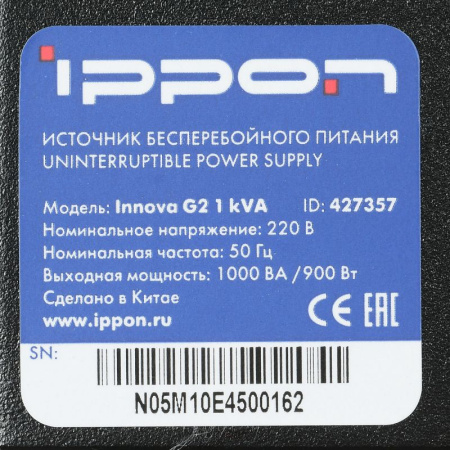 ippon
ИСТОЧНИК БЕСПЕРЕБОЙНОГО ПИТАНИЯ
UNINTERRUPTIBLE POWER SUPPLY
Модель: Innova G2 1 kVA ID: 427357
Номинальное напряжение: 220 В
Номинальная частота: 50 Гц
Выходная мощность: 1000 ВА /900 Вт
Сделано в Китае
www.ippon.ru
CE EAC
SN:
N05M10E4500162